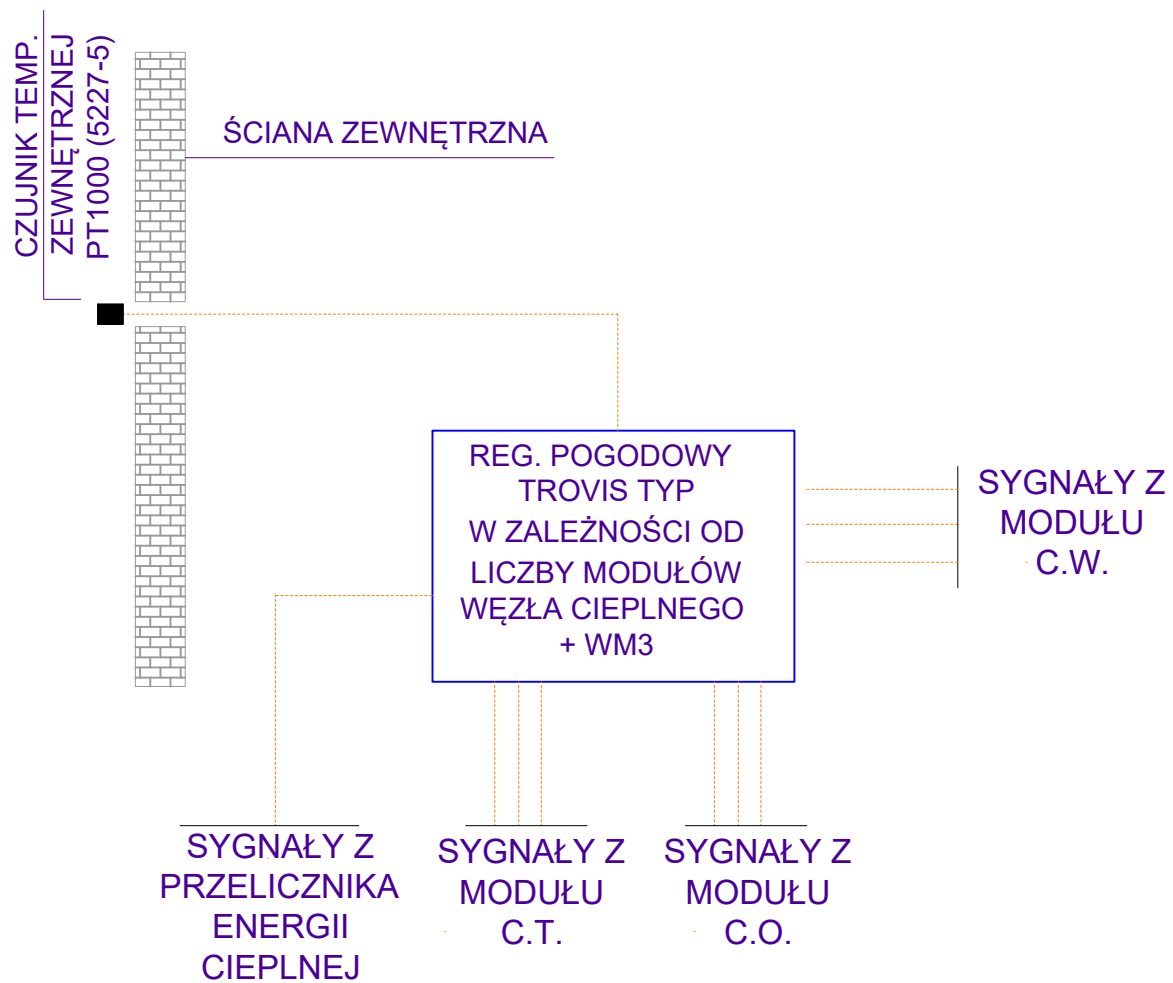 CZUJNIK TEMP.
ZEWNĘTRZNEJ
PT1000 (5227-5)
ŚCIANA ZEWNĘTRZNA
REG. POGODOWY
TROVIS TYP
W ZALEŻNOŚCI OD
LICZBY MODUŁÓW
WĘZŁA CIEPLNEGO
+ WM3
SYGNAŁY Z
MODUŁU
C.W.
SYGNAŁY Z
PRZELICZNIKA
ENERGII
CIEPLNEJ
SYGNAŁY Z
MODUŁU
C.T.
SYGNAŁY Z
MODUŁU
C.O.